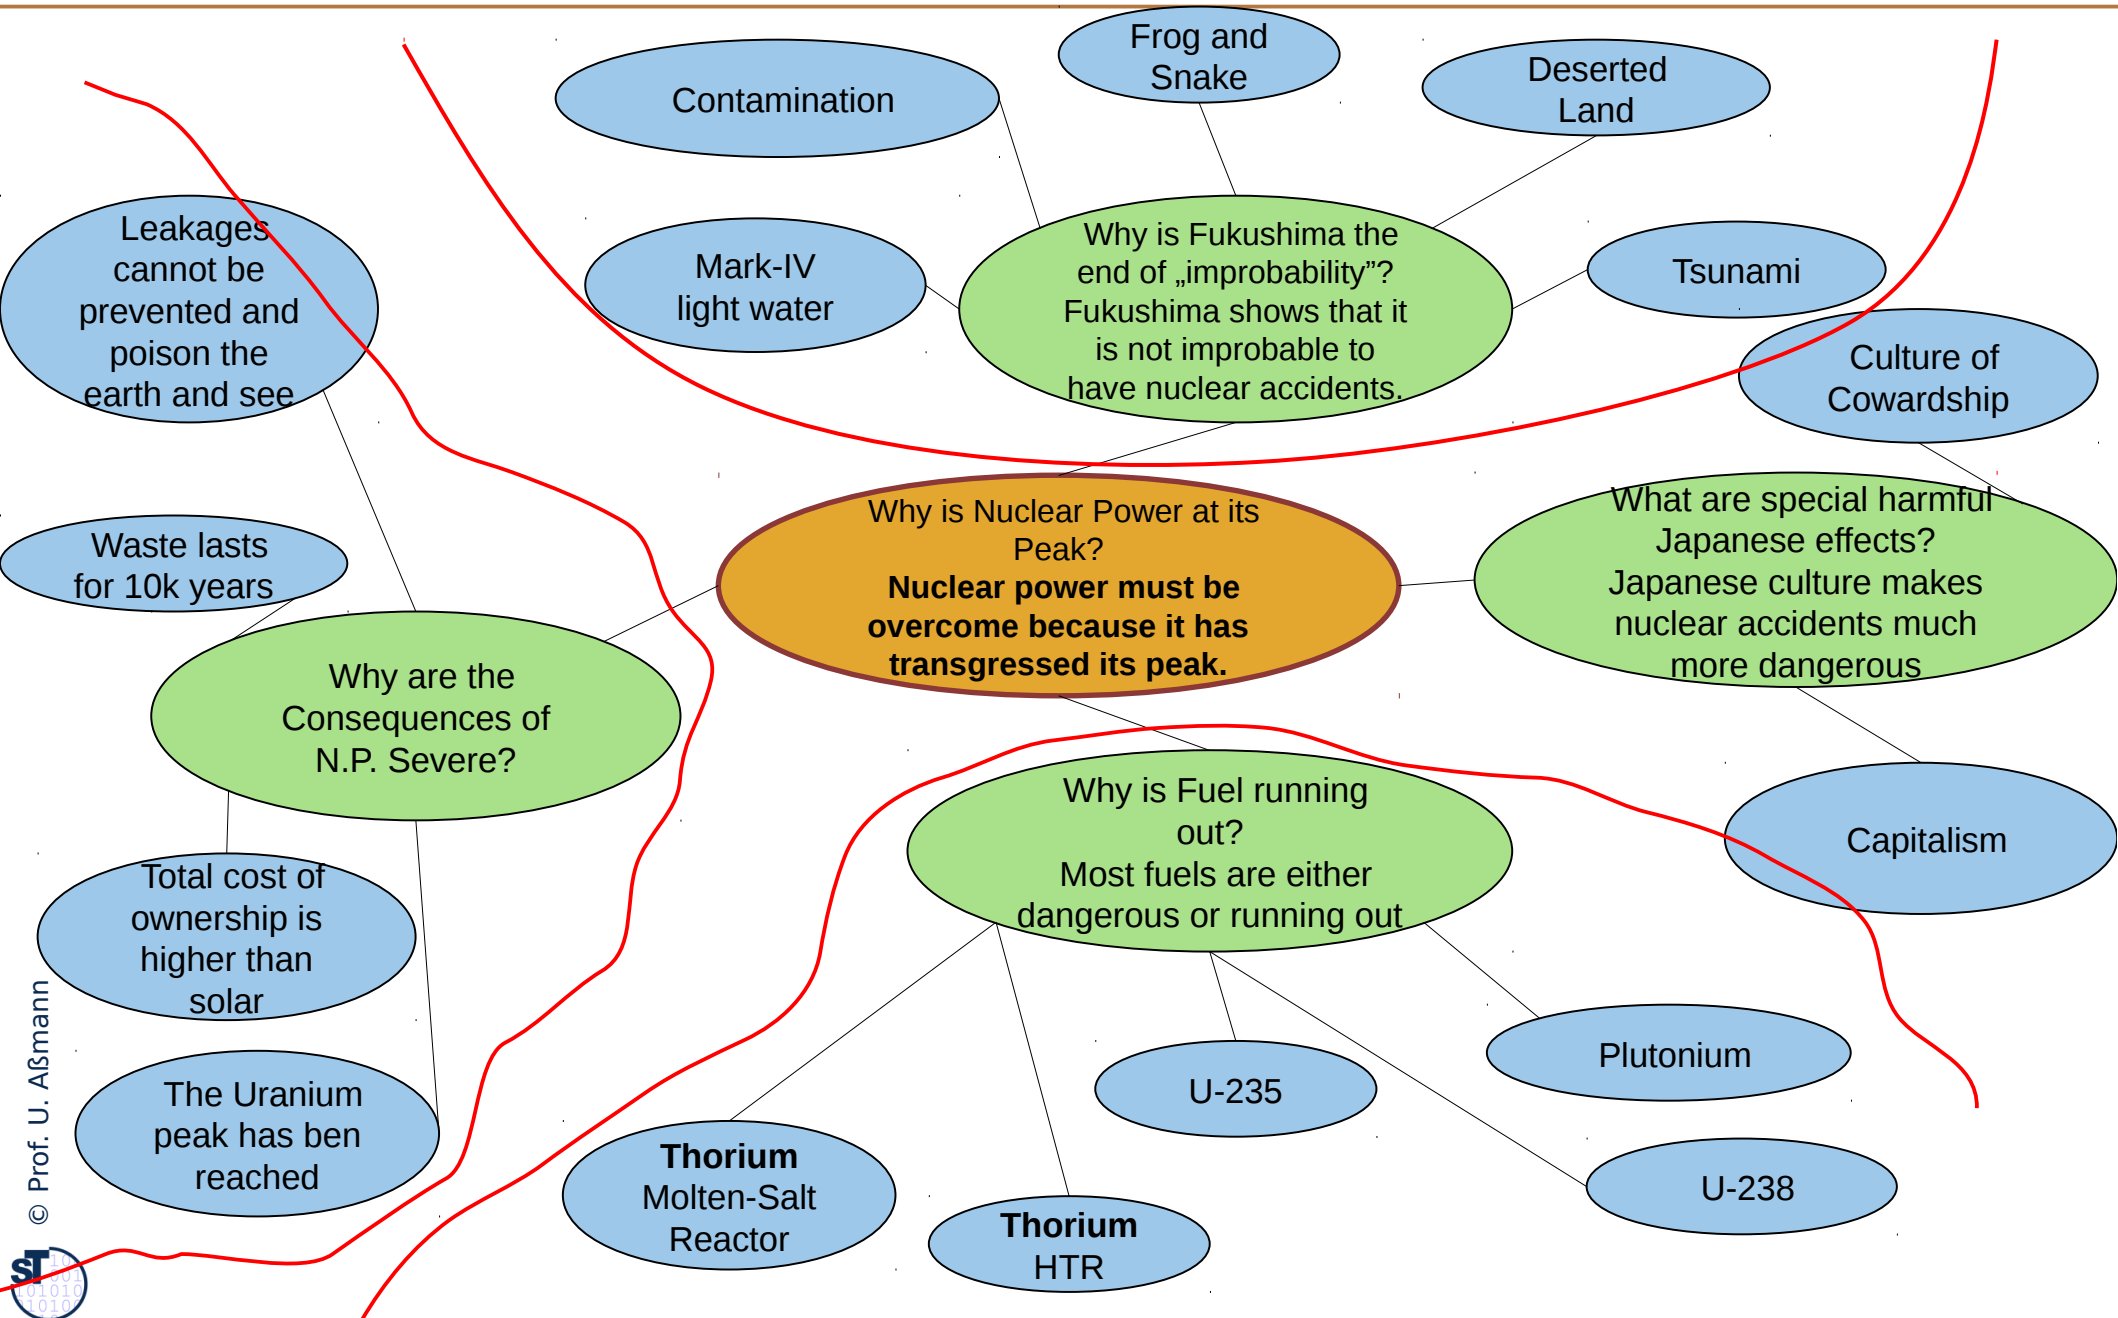 Frog and
Snake
Contamination
Deserted
Land
Leakages
cannot be
prevented and
poison the
earth and see
Mark-IV
light water
Why is Fukushima the
end of „improbability”?
Fukushima shows that it
is not improbable to
have nuclear accidents.
Tsunami
Culture of
Cowardship
Waste lasts
for 10k years
Why is Nuclear Power at its
Peak?
Nuclear power must be
overcome because it has
transgressed its peak.
What are special harmful
Japanese effects?
Japanese culture makes
nuclear accidents much
more dangerous
Why are the
Consequences of
N.P. Severe?
Why is Fuel running
out?
Most fuels are either
dangerous or running out
Capitalism
Total cost of
ownership is
higher than
solar
The Uranium
peak has ben
reached
U-235
Plutonium
Thorium
Molten-Salt
Reactor
Thorium
HTR
U-238
© Prof. U. Aßmann
ST